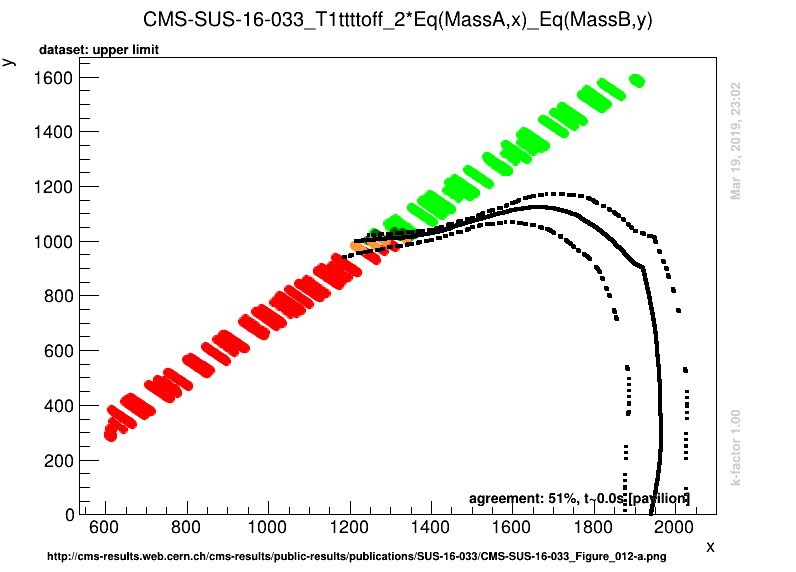 CMS-SUS-16-033_T1ttttoff_2*Eq(MassA,x)_Eq(MassB,y)
dataset: upper limit
y
1600
1400
1200
1000
800
600
400
200
0
600
800
1000
1200
1400
1600
1800
2000
x
agreement: 51%, t~0.0s [pavilion]
Mar 19, 2019, 23:02
k-factor 1.00
http://cms-results.web.cern.ch/cms-results/public-results/publications/SUS-16-033/CMS-SUS-16-033_Figure_012-a.png